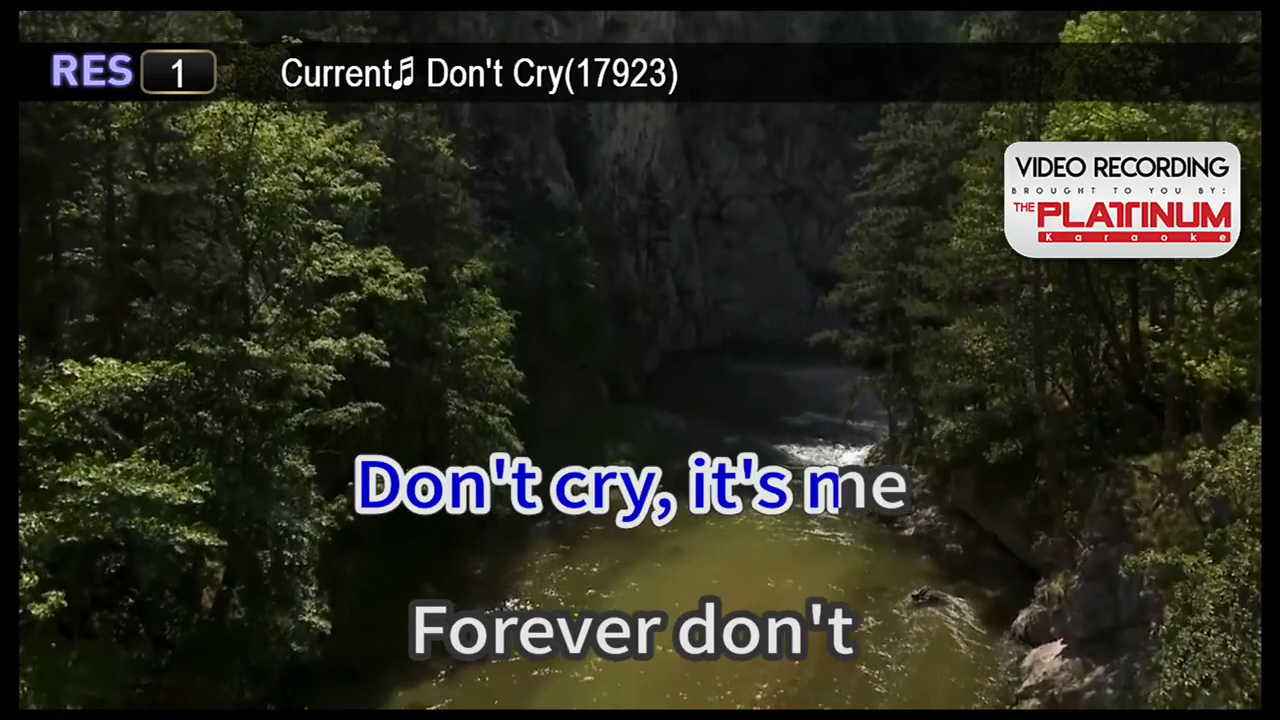 RES 1 Current♫ Don't Cry(17923)
VIDEO RECORDING
BROUGHT TO YOU BY:
THE PLATINUM
Karaoke
Don't cry, it's me
Forever don't